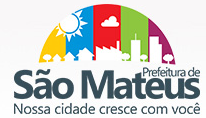 Prefeitura de
São Mateus
Nossa cidade cresce com você